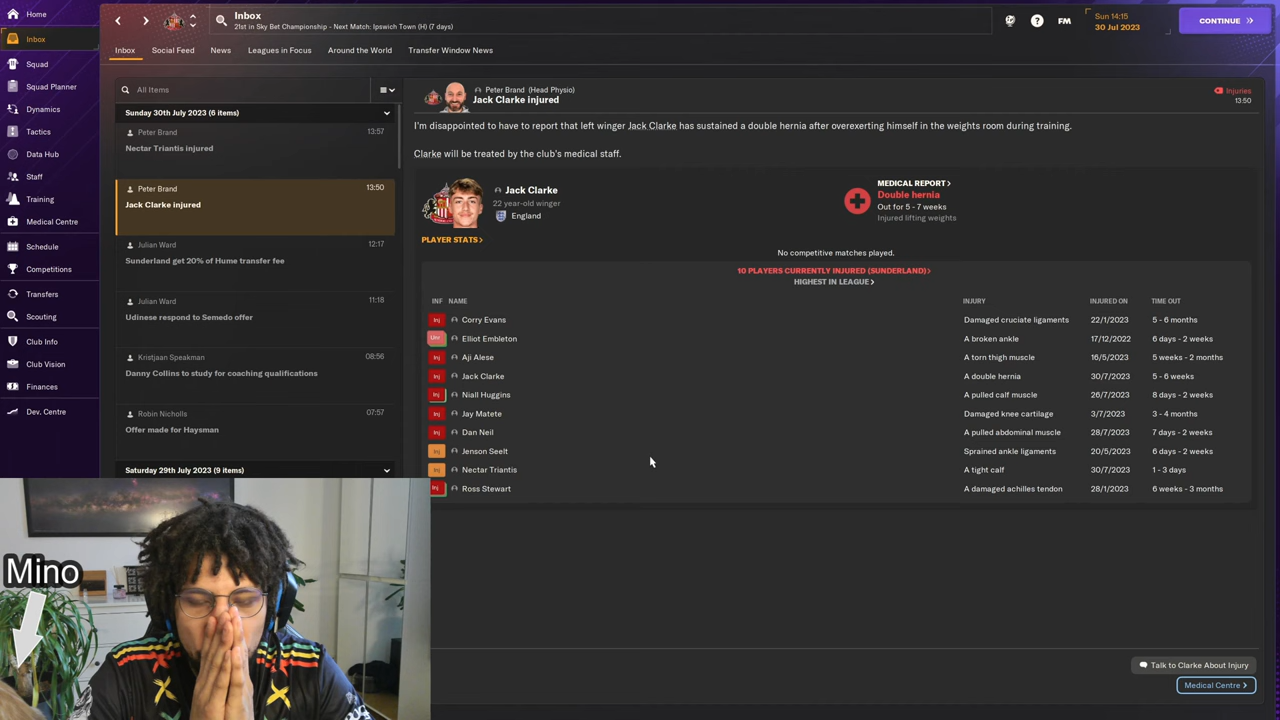 Home
Inbox
Squad
Squad Planner
Dynamics
Tactics
Data Hub
Staff
Training
Medical Centre
Schedule
Competitions
Transfers
Scouting
Club Info
Club Vision
Finances
Dev. Centre
Inbox
21st in Sky Bet Championship - Next Match: Ipswich Town (H) (7 days)
FM
Sun 14:15
30 Jul 2023
CONTINUE
Inbox
Social Feed
News
Leagues in Focus
Around the World
Transfer Window News
All Items
Sunday 30th July 2023 (6 items)
Peter Brand 13:57
Nectar Triantis injured
Peter Brand 13:50
Jack Clarke injured
Julian Ward 12:17
Sunderland get 20% of Hume transfer fee
Julian Ward 11:18
Udinese respond to Semedo offer
Kristjaan Speakman 08:56
Danny Collins to study for coaching qualifications
Robin Nicholls 07:57
Offer made for Haysman
Saturday 29th July 2023 (9 items)
Peter Brand (Head Physio)
Jack Clarke injured
Injuries
13:50
I'm disappointed to have to report that left winger Jack Clarke has sustained a double hernia after overexerting himself in the weights room during training.
Clarke will be treated by the club's medical staff.
Jack Clarke
22 year-old winger
England
PLAYER STATS
MEDICAL REPORT
Double hernia
Out for 5 - 7 weeks
Injured lifting weights
No competitive matches played.
10 PLAYERS CURRENTLY INJURED (SUNDERLAND)
HIGHEST IN LEAGUE
INF NAME INJURY INJURED ON TIME OUT
Inj Corry Evans Damaged cruciate ligaments 22/1/2023 5 - 6 months
Unf Elliot Embleton A broken ankle 17/12/2022 6 days - 2 weeks
Inj Aji Alese A torn thigh muscle 16/5/2023 5 weeks - 2 months
Inj Jack Clarke A double hernia 30/7/2023 5 - 6 weeks
Inj Niall Huggins A pulled calf muscle 26/7/2023 8 days - 2 weeks
Inj Jay Matete Damaged knee cartilage 3/7/2023 3 - 4 months
Inj Dan Neil A pulled abdominal muscle 28/7/2023 7 days - 2 weeks
Inj Jenson Seelt Sprained ankle ligaments 20/5/2023 6 days - 2 weeks
Inj Nectar Triantis A tight calf 30/7/2023 1 - 3 days
Inj Ross Stewart A damaged achilles tendon 28/1/2023 6 weeks - 3 months
Mino
Talk to Clarke About Injury
Medical Centre